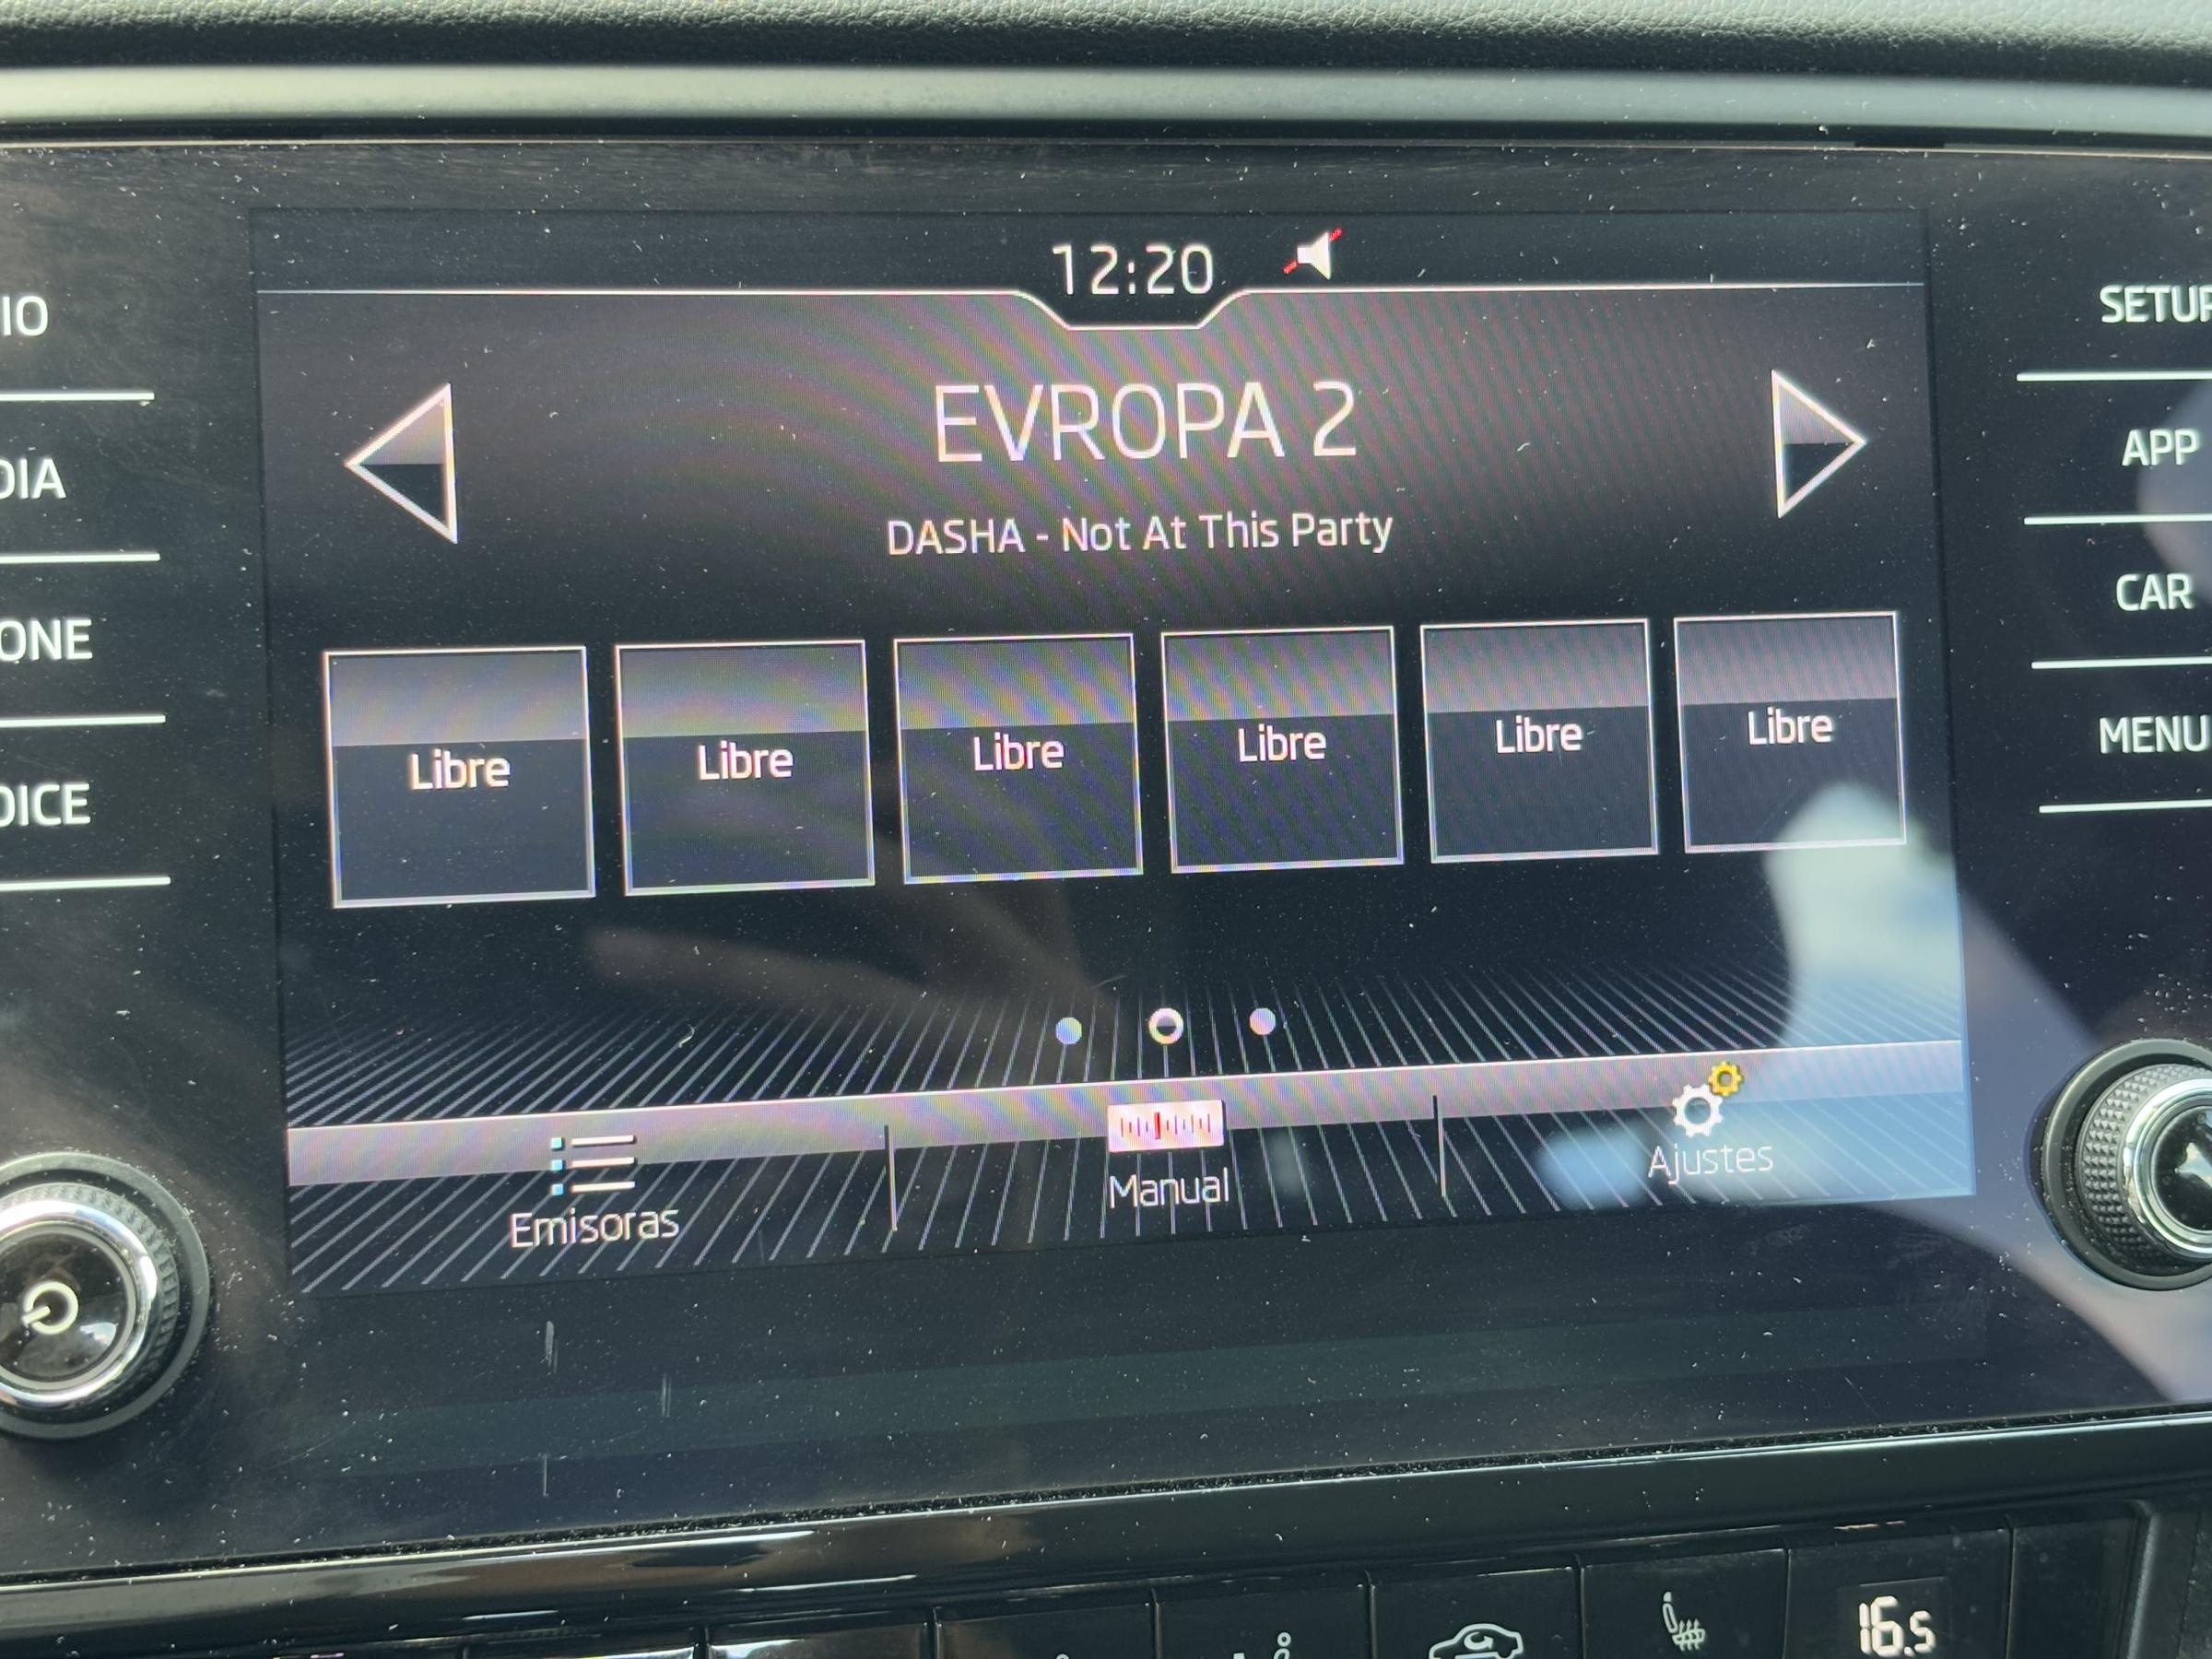 12:20
EVROPA 2
DASHA - Not At This Party
Libre Libre Libre Libre Libre Libre
Emisoras
Manual
Ajustes
IO
DIA
ONE
OICE
SETUP
APP
CAR
MENU
16.5